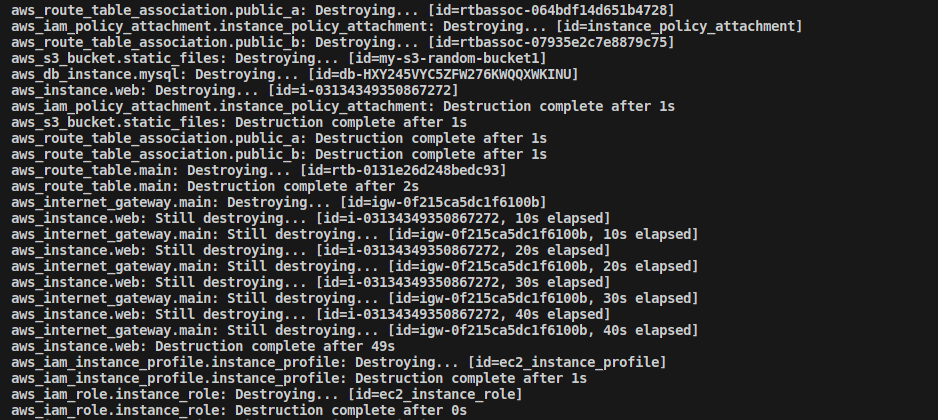 aws_route_table_association.public_a: Destroying... [id=rtbassoc-064bdf14d651b4728]
aws_iam_policy_attachment.instance_policy_attachment: Destroying... [id=instance_policy_attachment]
aws_route_table_association.public_b: Destroying... [id=rtbassoc-07935e2c7e8879c75]
aws_s3_bucket.static_files: Destroying... [id=my-s3-random-bucket1]
aws_db_instance.mysql: Destroying... [id=db-HXY245VYC5ZFW276KWQQXWKINU]
aws_instance.web: Destroying... [id=i-03134349350867272]
aws_iam_policy_attachment.instance_policy_attachment: Destruction complete after 1s
aws_s3_bucket.static_files: Destruction complete after 1s
aws_route_table_association.public_a: Destruction complete after 1s
aws_route_table_association.public_b: Destruction complete after 1s
aws_route_table.main: Destroying... [id=rtb-0131e26d248bedc93]
aws_route_table.main: Destruction complete after 2s
aws_internet_gateway.main: Destroying... [id=igw-0f215ca5dc1f6100b]
aws_instance.web: Still destroying... [id=i-03134349350867272, 10s elapsed]
aws_internet_gateway.main: Still destroying... [id=igw-0f215ca5dc1f6100b, 10s elapsed]
aws_instance.web: Still destroying... [id=i-03134349350867272, 20s elapsed]
aws_internet_gateway.main: Still destroying... [id=igw-0f215ca5dc1f6100b, 20s elapsed]
aws_instance.web: Still destroying... [id=i-03134349350867272, 30s elapsed]
aws_internet_gateway.main: Still destroying... [id=igw-0f215ca5dc1f6100b, 30s elapsed]
aws_instance.web: Still destroying... [id=i-03134349350867272, 40s elapsed]
aws_internet_gateway.main: Still destroying... [id=igw-0f215ca5dc1f6100b, 40s elapsed]
aws_instance.web: Destruction complete after 49s
aws_iam_instance_profile.instance_profile: Destroying... [id=ec2_instance_profile]
aws_iam_instance_profile.instance_profile: Destruction complete after 1s
aws_iam_role.instance_role: Destroying... [id=ec2_instance_role]
aws_iam_role.instance_role: Destruction complete after 0s